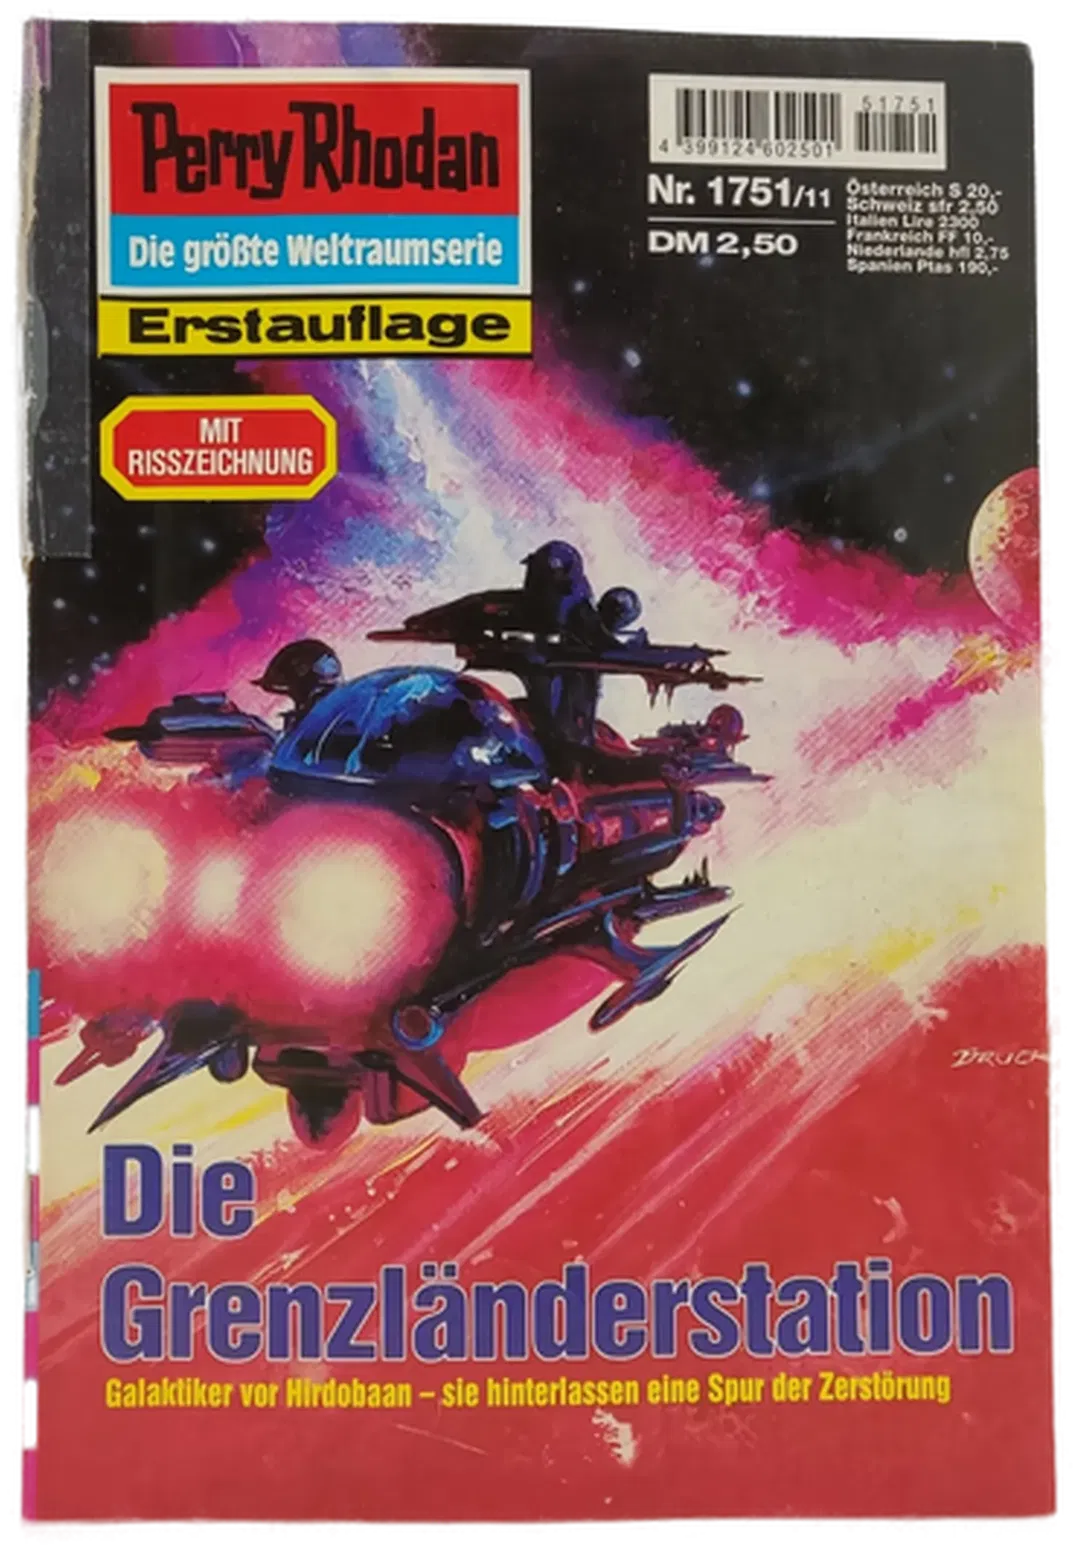 Perry Rhodan
Die größte Weltraumserie
Erstauflage
MIT
RISSZEICHNUNG
51751
4 399124 602501
Nr. 1751/11
DM 2,50
Österreich S 20,-
Schweiz sfr 2,50
Italien Lire 2300
Frankreich FF 10,-
Niederlande hfl 2,75
Spanien Ptas 190,-
BRUCK
Die
Grenzländerstation
Galaktiker vor Hirdobaan – sie hinterlassen eine Spur der Zerstörung